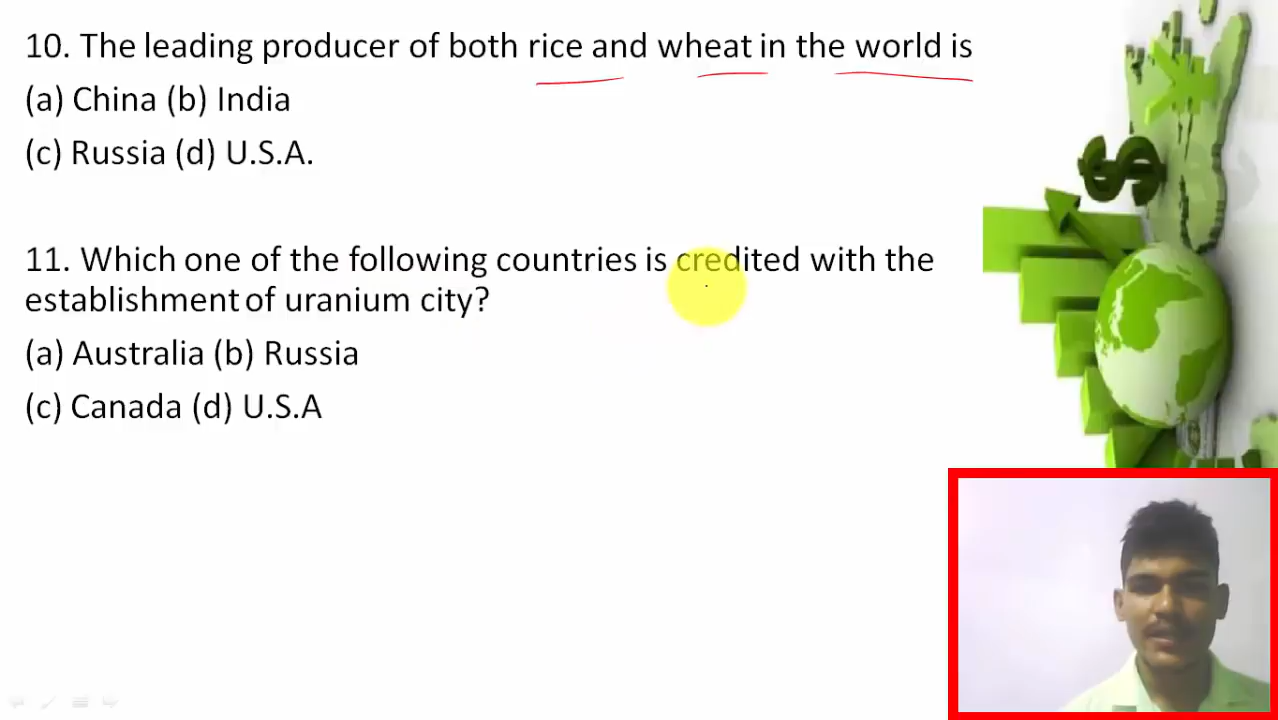 10. The leading producer of both rice and wheat in the world is
(a) China (b) India
(c) Russia (d) U.S.A.
11. Which one of the following countries is credited with the
establishment of uranium city?
(a) Australia (b) Russia
(c) Canada (d) U.S.A